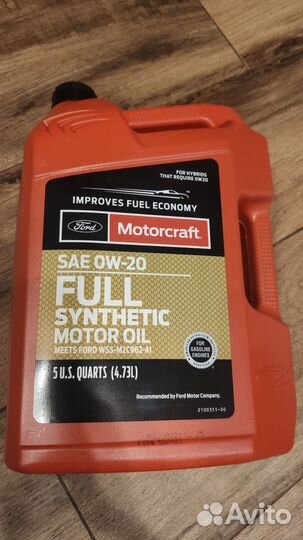 FOR HYBRIDS
THAT REQUIRE 0W20
IMPROVES FUEL ECONOMY
Ford
Motorcraft
SAE 0W-20
FULL
SYNTHETIC
MOTOR OIL
MEETS FORD WSS-M2C962-A1
FOR
GASOLINE
ENGINES
5 U.S. QUARTS (4.73L)
Recommended by Ford Motor Company.
2100351-00
Ford
Avito